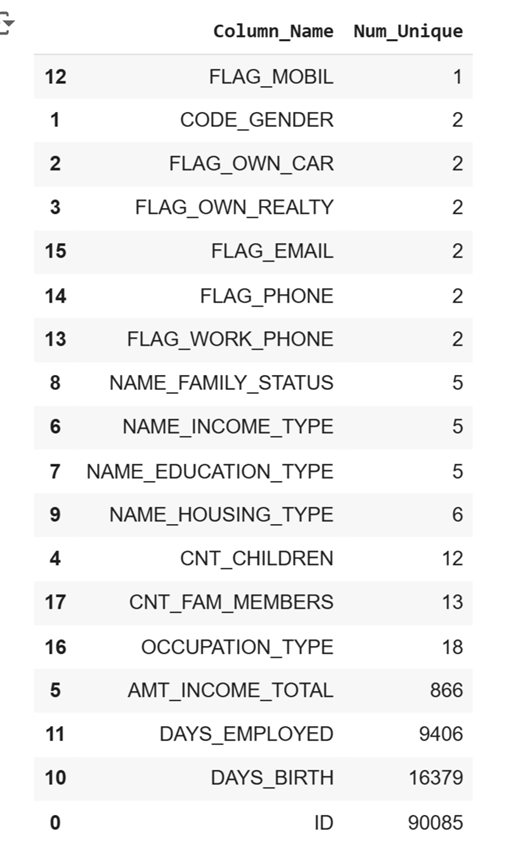 Column_Name Num_Unique
12 FLAG_MOBIL 1
1 CODE_GENDER 2
2 FLAG_OWN_CAR 2
3 FLAG_OWN_REALTY 2
15 FLAG_EMAIL 2
14 FLAG_PHONE 2
13 FLAG_WORK_PHONE 2
8 NAME_FAMILY_STATUS 5
6 NAME_INCOME_TYPE 5
7 NAME_EDUCATION_TYPE 5
9 NAME_HOUSING_TYPE 6
4 CNT_CHILDREN 12
17 CNT_FAM_MEMBERS 13
16 OCCUPATION_TYPE 18
5 AMT_INCOME_TOTAL 866
11 DAYS_EMPLOYED 9406
10 DAYS_BIRTH 16379
0 ID 90085